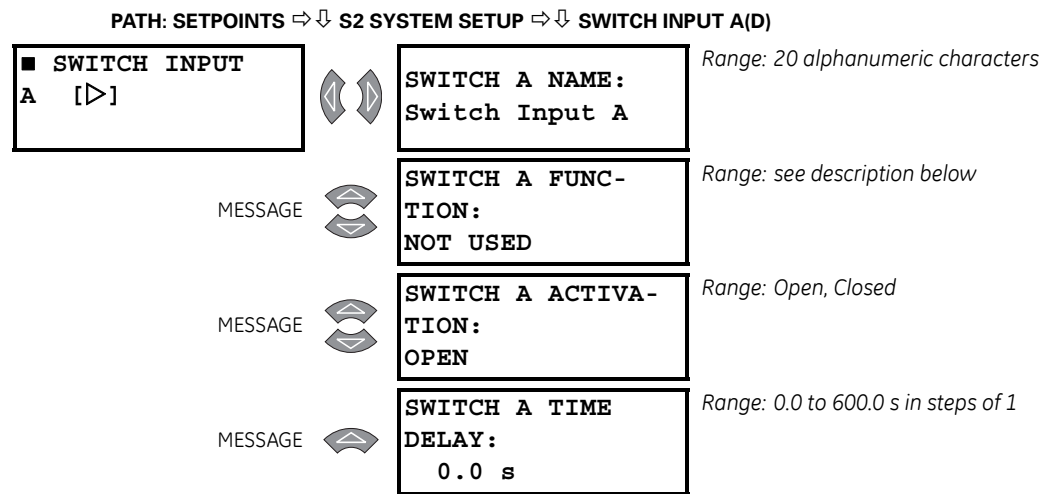 PATH: SETPOINTS ⇨⇩ S2 SYSTEM SETUP ⇨⇩ SWITCH INPUT A(D)
■ SWITCH INPUT
A [▷]
SWITCH A NAME:
Switch Input A
Range: 20 alphanumeric characters
MESSAGE
SWITCH A FUNC-
TION:
NOT USED
Range: see description below
MESSAGE
SWITCH A ACTIVA-
TION:
OPEN
Range: Open, Closed
MESSAGE
SWITCH A TIME
DELAY:
0.0 s
Range: 0.0 to 600.0 s in steps of 1